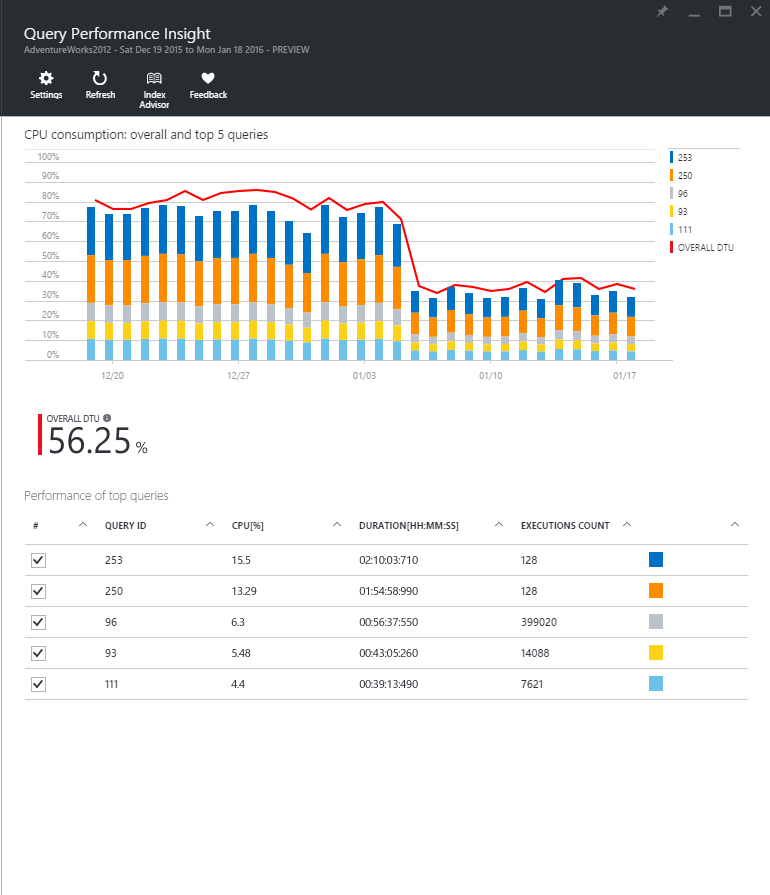 Query Performance Insight
AdventureWorks2012 - Sat Dec 19 2015 to Mon Jan 18 2016 - PREVIEW
Settings Refresh Index Advisor Feedback
CPU consumption: overall and top 5 queries
100%
90%
80%
70%
60%
50%
40%
30%
20%
10%
0%
12/20 12/27 01/03 01/10 01/17
253
250
96
93
111
OVERALL DTU
OVERALL DTU
56.25 %
Performance of top queries
# QUERY ID CPU[%] DURATION[HH:MM:SS] EXECUTIONS COUNT
253 15.5 02:10:03:710 128
250 13.29 01:54:58:990 128
96 6.3 00:56:37:550 399020
93 5.48 00:43:05:260 14088
111 4.4 00:39:13:490 7621